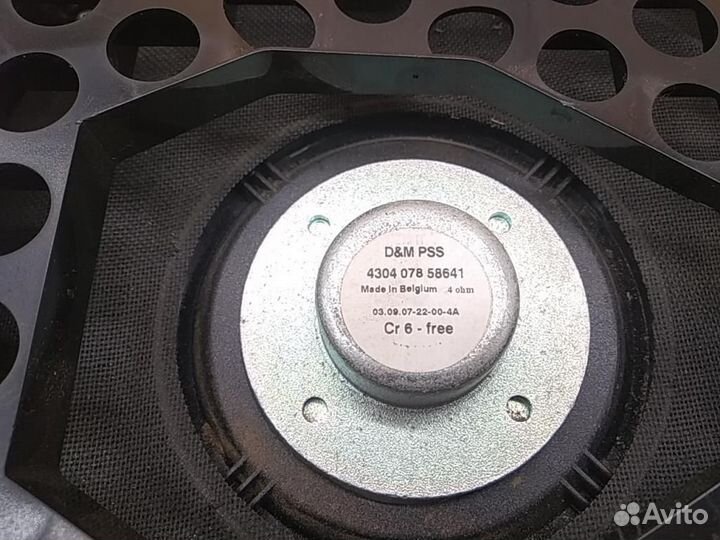 D&M PSS
4304 078 58641
Made in Belgium .4 ohm
03.09.07-22-00-4A
Cr 6 - free
Avito